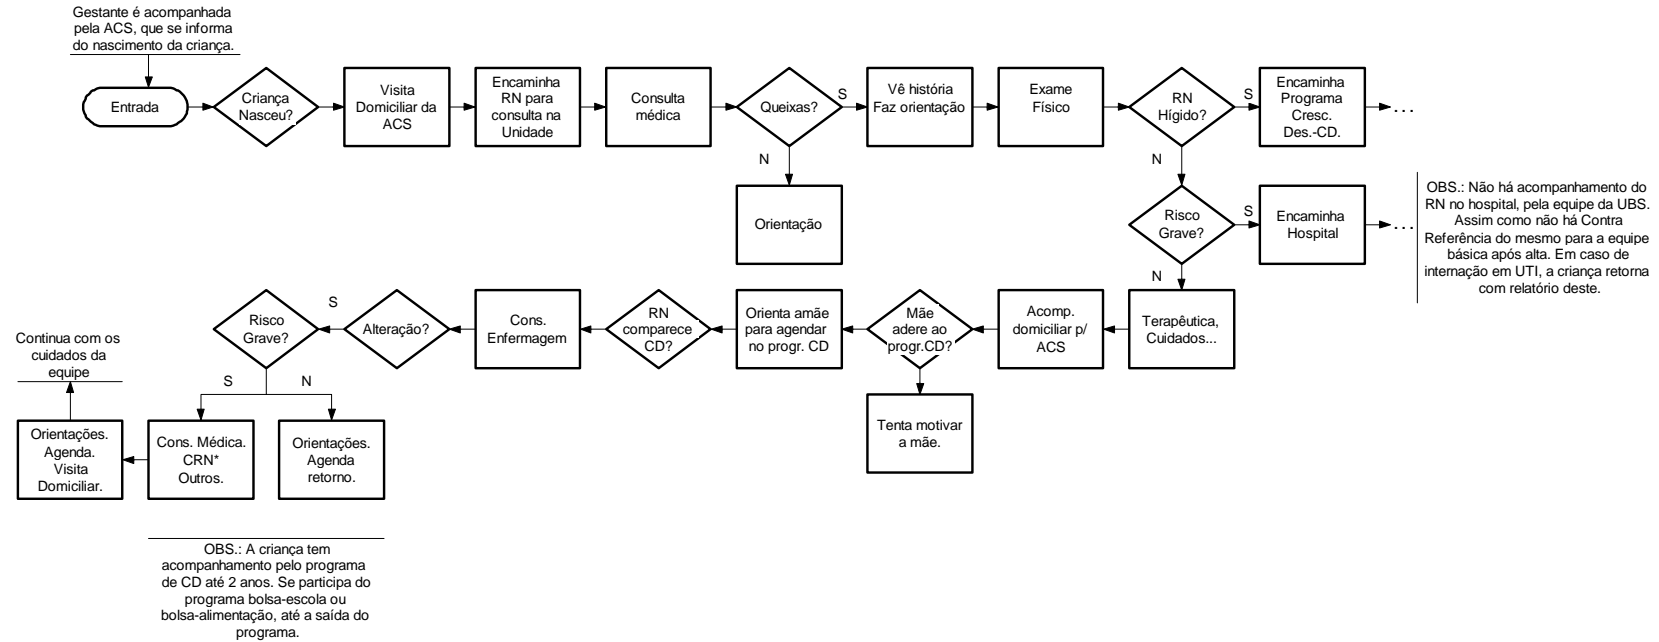 Gestante é acompanhada
pela ACS, que se informa
do nascimento da criança.
Entrada
Criança
Nasceu?
Visita
Domiciliar da
ACS
Encaminha
RN para
consulta na
Unidade
Consulta
médica
Queixas?
S
N
Orientação
Vê história
Faz orientação
Exame
Físico
RN
Hígido?
S
N
Encaminha
Programa
Cresc.
Des.-CD.
...
Risco
Grave?
S
N
Encaminha
Hospital
...
OBS.: Não há acompanhamento do
RN no hospital, pela equipe da UBS.
Assim como não há Contra
Referência do mesmo para a equipe
básica após alta. Em caso de
internação em UTI, a criança retorna
com relatório deste.
Terapêutica,
Cuidados...
Acomp.
domiciliar p/
ACS
Mãe
adere ao
progr.CD?
Tenta motivar
a mãe.
Orienta amãe
para agendar
no progr. CD
RN
comparece
CD?
Cons.
Enfermagem
Alteração?
S
Risco
Grave?
S
N
Orientações.
Agenda
retorno.
Cons. Médica.
CRN*
Outros.
Orientações.
Agenda.
Visita
Domiciliar.
Continua com os
cuidados da
equipe
OBS.: A criança tem
acompanhamento pelo programa
de CD até 2 anos. Se participa do
programa bolsa-escola ou
bolsa-alimentação, até a saída do
programa.